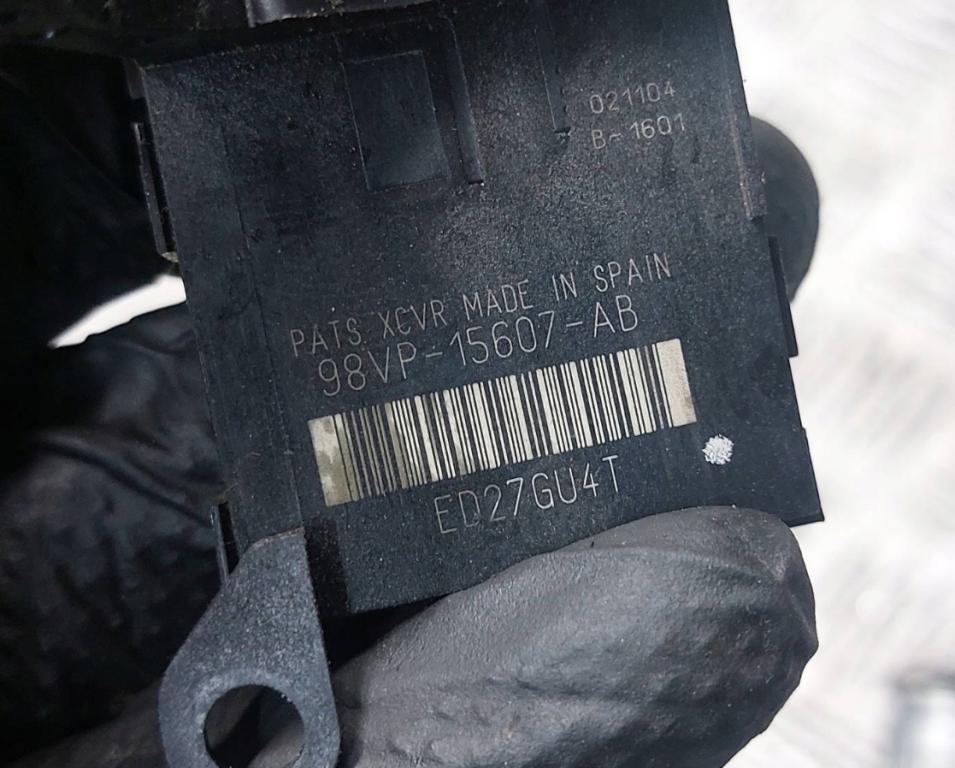 021104
B-1601
PATS XCVR MADE IN SPAIN
98VP-15607-AB
ED27GU4T